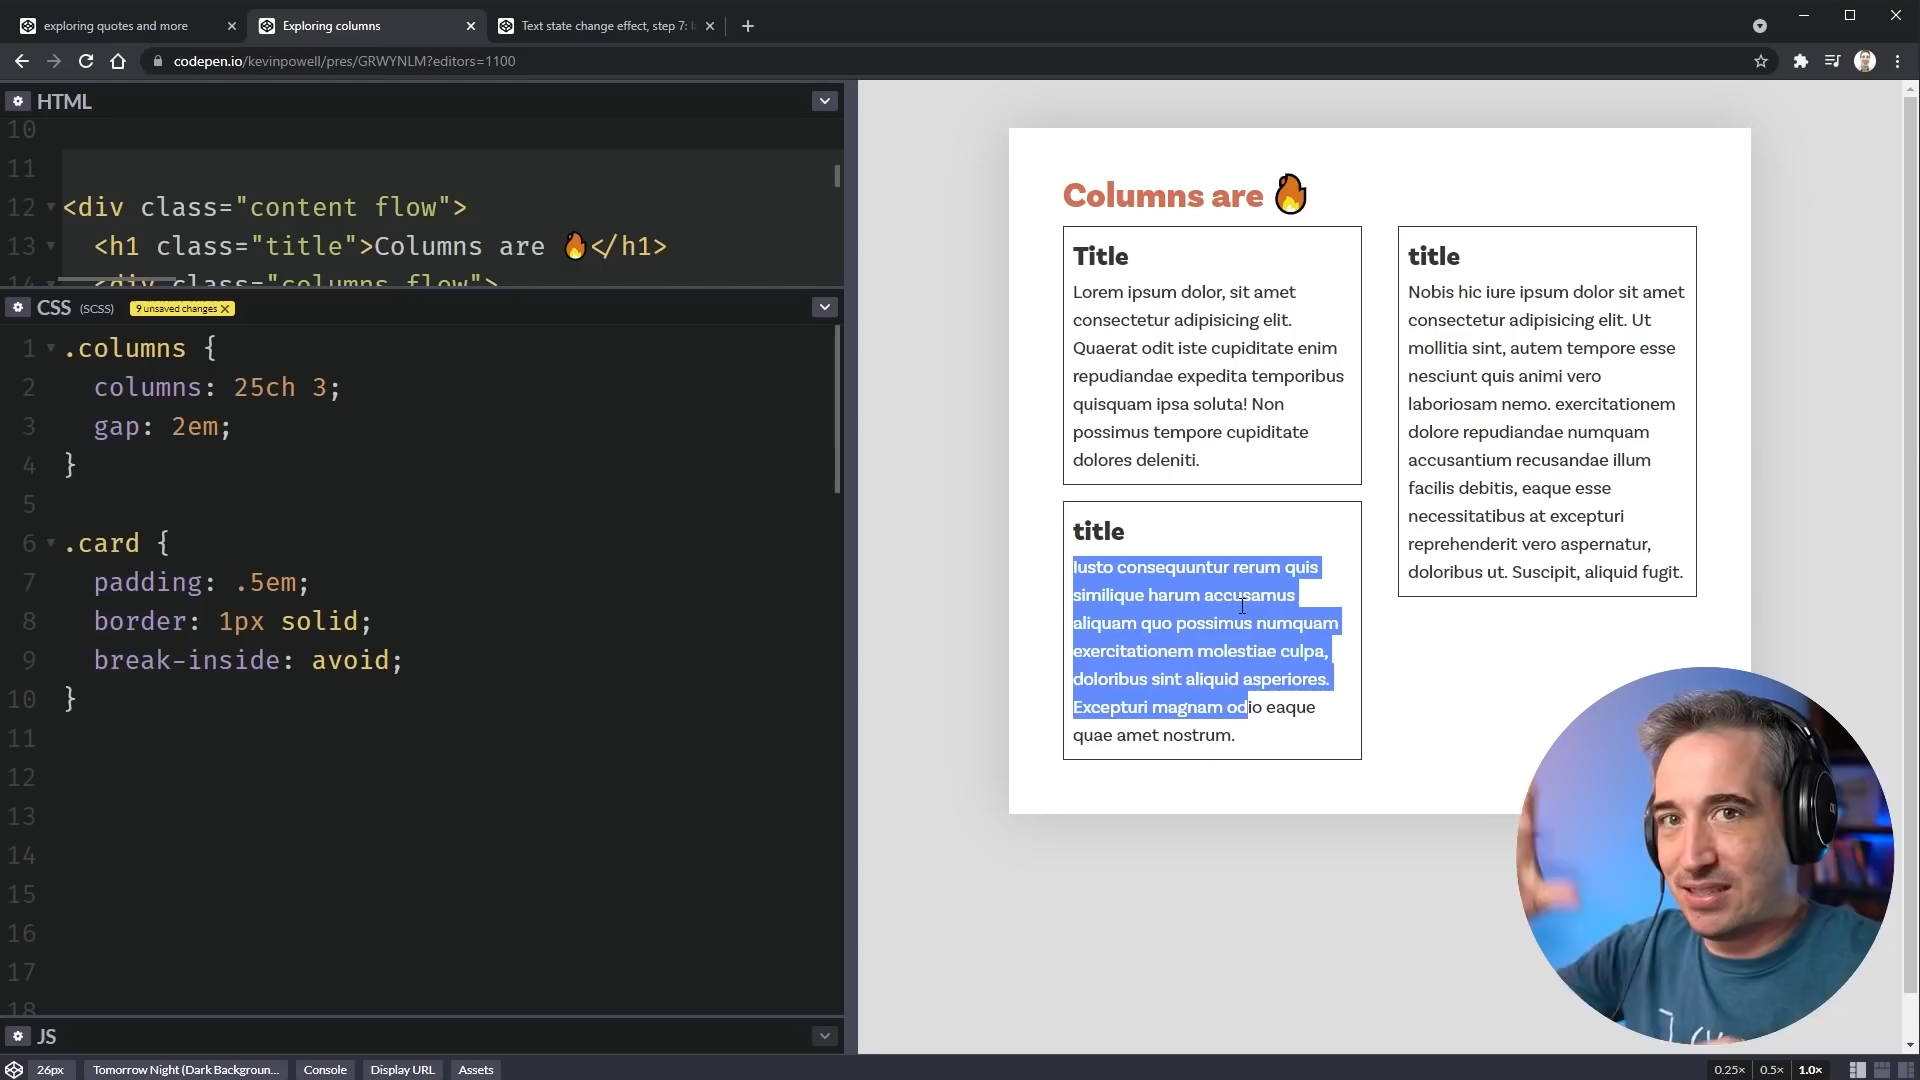 exploring quotes and more
Exploring columns
Text state change effect, step 7:
codepen.io/kevinpowell/pres/GRWYNLM?editors=1100
HTML
10
11
12 <div class="content flow">
13 <h1 class="title">Columns are 🔥</h1>
14 <div class="columns flow">
CSS (SCSS) 9 unsaved changes X
1 .columns {
2 columns: 25ch 3;
3 gap: 2em;
4 }
5
6 .card {
7 padding: .5em;
8 border: 1px solid;
9 break-inside: avoid;
10 }
11
12
13
14
15
16
17
18
JS
26px Tomorrow Night (Dark Backgroun... Console Display URL Assets
Columns are 🔥
Title
Lorem ipsum dolor, sit amet
consectetur adipisicing elit.
Quaerat odit iste cupiditate enim
repudiandae expedita temporibus
quisquam ipsa soluta! Non
possimus tempore cupiditate
dolores deleniti.
title
Iusto consequuntur rerum quis
similique harum accusamus
aliquam quo possimus numquam
exercitationem molestiae culpa,
doloribus sint aliquid asperiores.
Excepturi magnam odio eaque
quae amet nostrum.
title
Nobis hic iure ipsum dolor sit amet
consectetur adipisicing elit. Ut
mollitia sint, autem tempore esse
nesciunt quis animi vero
laboriosam nemo. exercitationem
dolore repudiandae numquam
accusantium recusandae illum
facilis debitis, eaque esse
necessitatibus at excepturi
reprehenderit vero aspernatur,
doloribus ut. Suscipit, aliquid fugit.
0.25× 0.5× 1.0×